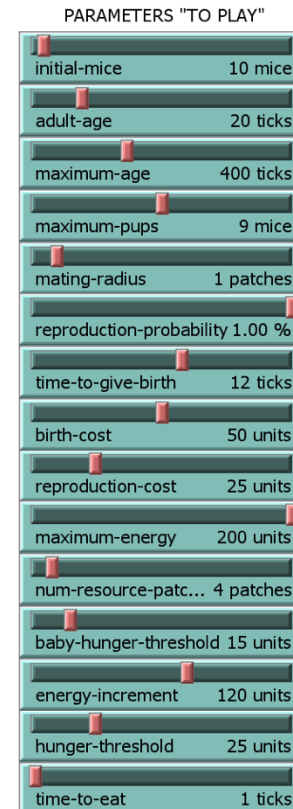 PARAMETERS "TO PLAY"
initial-mice 10 mice
adult-age 20 ticks
maximum-age 400 ticks
maximum-pups 9 mice
mating-radius 1 patches
reproduction-probability 1.00 %
time-to-give-birth 12 ticks
birth-cost 50 units
reproduction-cost 25 units
maximum-energy 200 units
num-resource-patc... 4 patches
baby-hunger-threshold 15 units
energy-increment 120 units
hunger-threshold 25 units
time-to-eat 1 ticks